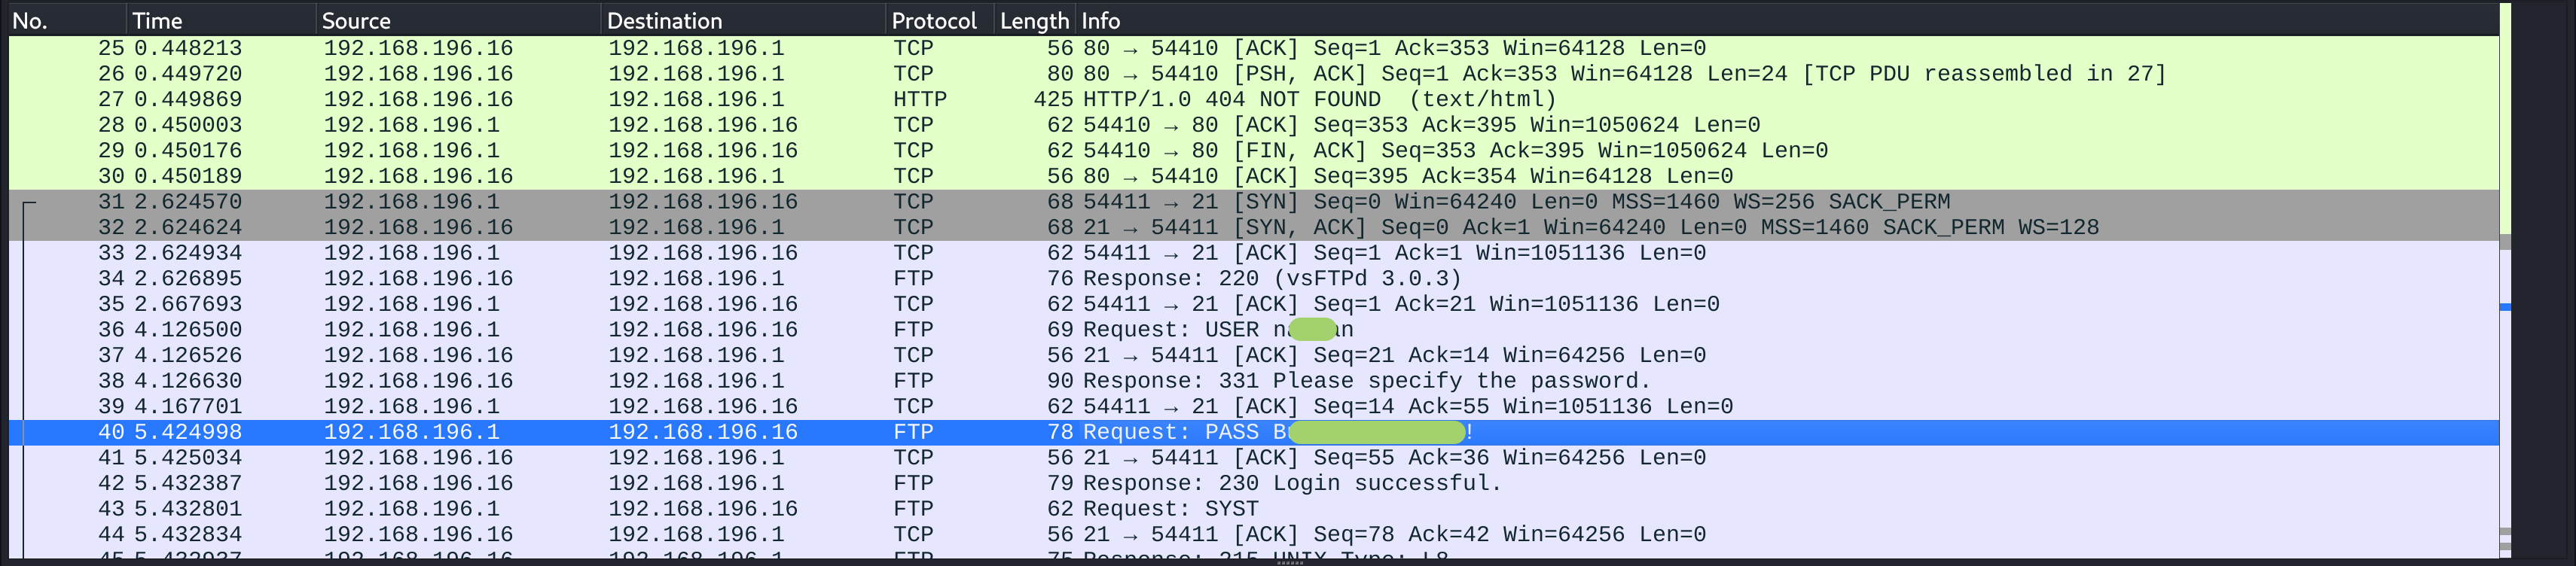 No. Time Source Destination Protocol Length Info
25 0.448213 192.168.196.16 192.168.196.1 TCP 56 80 → 54410 [ACK] Seq=1 Ack=353 Win=64128 Len=0
26 0.449720 192.168.196.16 192.168.196.1 TCP 80 80 → 54410 [PSH, ACK] Seq=1 Ack=353 Win=64128 Len=24 [TCP PDU reassembled in 27]
27 0.449869 192.168.196.16 192.168.196.1 HTTP 425 HTTP/1.0 404 NOT FOUND (text/html)
28 0.450003 192.168.196.1 192.168.196.16 TCP 62 54410 → 80 [ACK] Seq=353 Ack=395 Win=1050624 Len=0
29 0.450176 192.168.196.1 192.168.196.16 TCP 62 54410 → 80 [FIN, ACK] Seq=353 Ack=395 Win=1050624 Len=0
30 0.450189 192.168.196.16 192.168.196.1 TCP 56 80 → 54410 [ACK] Seq=395 Ack=354 Win=64128 Len=0
31 2.624570 192.168.196.1 192.168.196.16 TCP 68 54411 → 21 [SYN] Seq=0 Win=64240 Len=0 MSS=1460 WS=256 SACK_PERM
32 2.624624 192.168.196.16 192.168.196.1 TCP 68 21 → 54411 [SYN, ACK] Seq=0 Ack=1 Win=64240 Len=0 MSS=1460 SACK_PERM WS=128
33 2.624934 192.168.196.1 192.168.196.16 TCP 62 54411 → 21 [ACK] Seq=1 Ack=1 Win=1051136 Len=0
34 2.626895 192.168.196.16 192.168.196.1 FTP 76 Response: 220 (vsFTPd 3.0.3)
35 2.667693 192.168.196.1 192.168.196.16 TCP 62 54411 → 21 [ACK] Seq=1 Ack=21 Win=1051136 Len=0
36 4.126500 192.168.196.1 192.168.196.16 FTP 69 Request: USER
37 4.126526 192.168.196.16 192.168.196.1 TCP 56 21 → 54411 [ACK] Seq=21 Ack=14 Win=64256 Len=0
38 4.126630 192.168.196.16 192.168.196.1 FTP 90 Response: 331 Please specify the password.
39 4.167701 192.168.196.1 192.168.196.16 TCP 62 54411 → 21 [ACK] Seq=14 Ack=55 Win=1051136 Len=0
40 5.424998 192.168.196.1 192.168.196.16 FTP 78 Request: PASS
41 5.425034 192.168.196.16 192.168.196.1 TCP 56 21 → 54411 [ACK] Seq=55 Ack=36 Win=64256 Len=0
42 5.432387 192.168.196.16 192.168.196.1 FTP 79 Response: 230 Login successful.
43 5.432801 192.168.196.1 192.168.196.16 FTP 62 Request: SYST
44 5.432834 192.168.196.16 192.168.196.1 TCP 56 21 → 54411 [ACK] Seq=78 Ack=42 Win=64256 Len=0